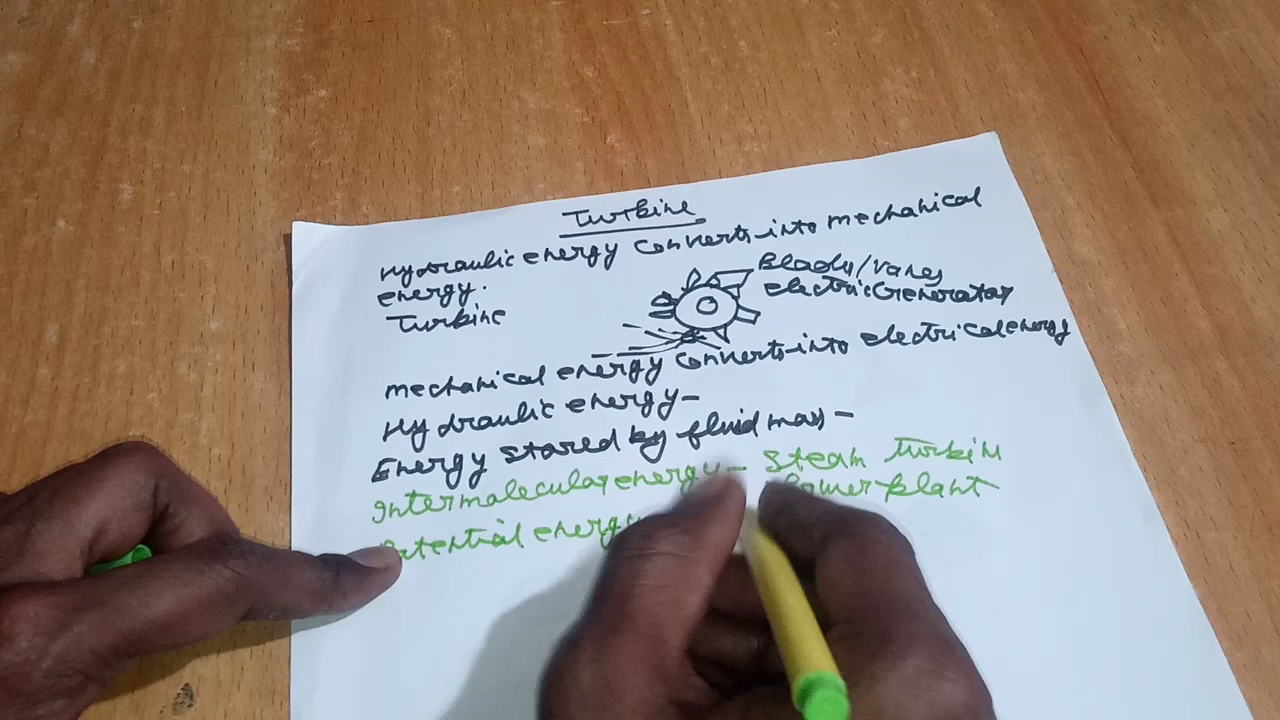 Turbine
Hydraulic energy converts into mechanical
energy.
Blades/Vanes
Turbine
electric Generator
mechanical energy converts into electrical energy
Hydraulic energy-
Energy stored by fluid mass-
Intermolecular energy- Steam turbine
Power plant
Potential energy